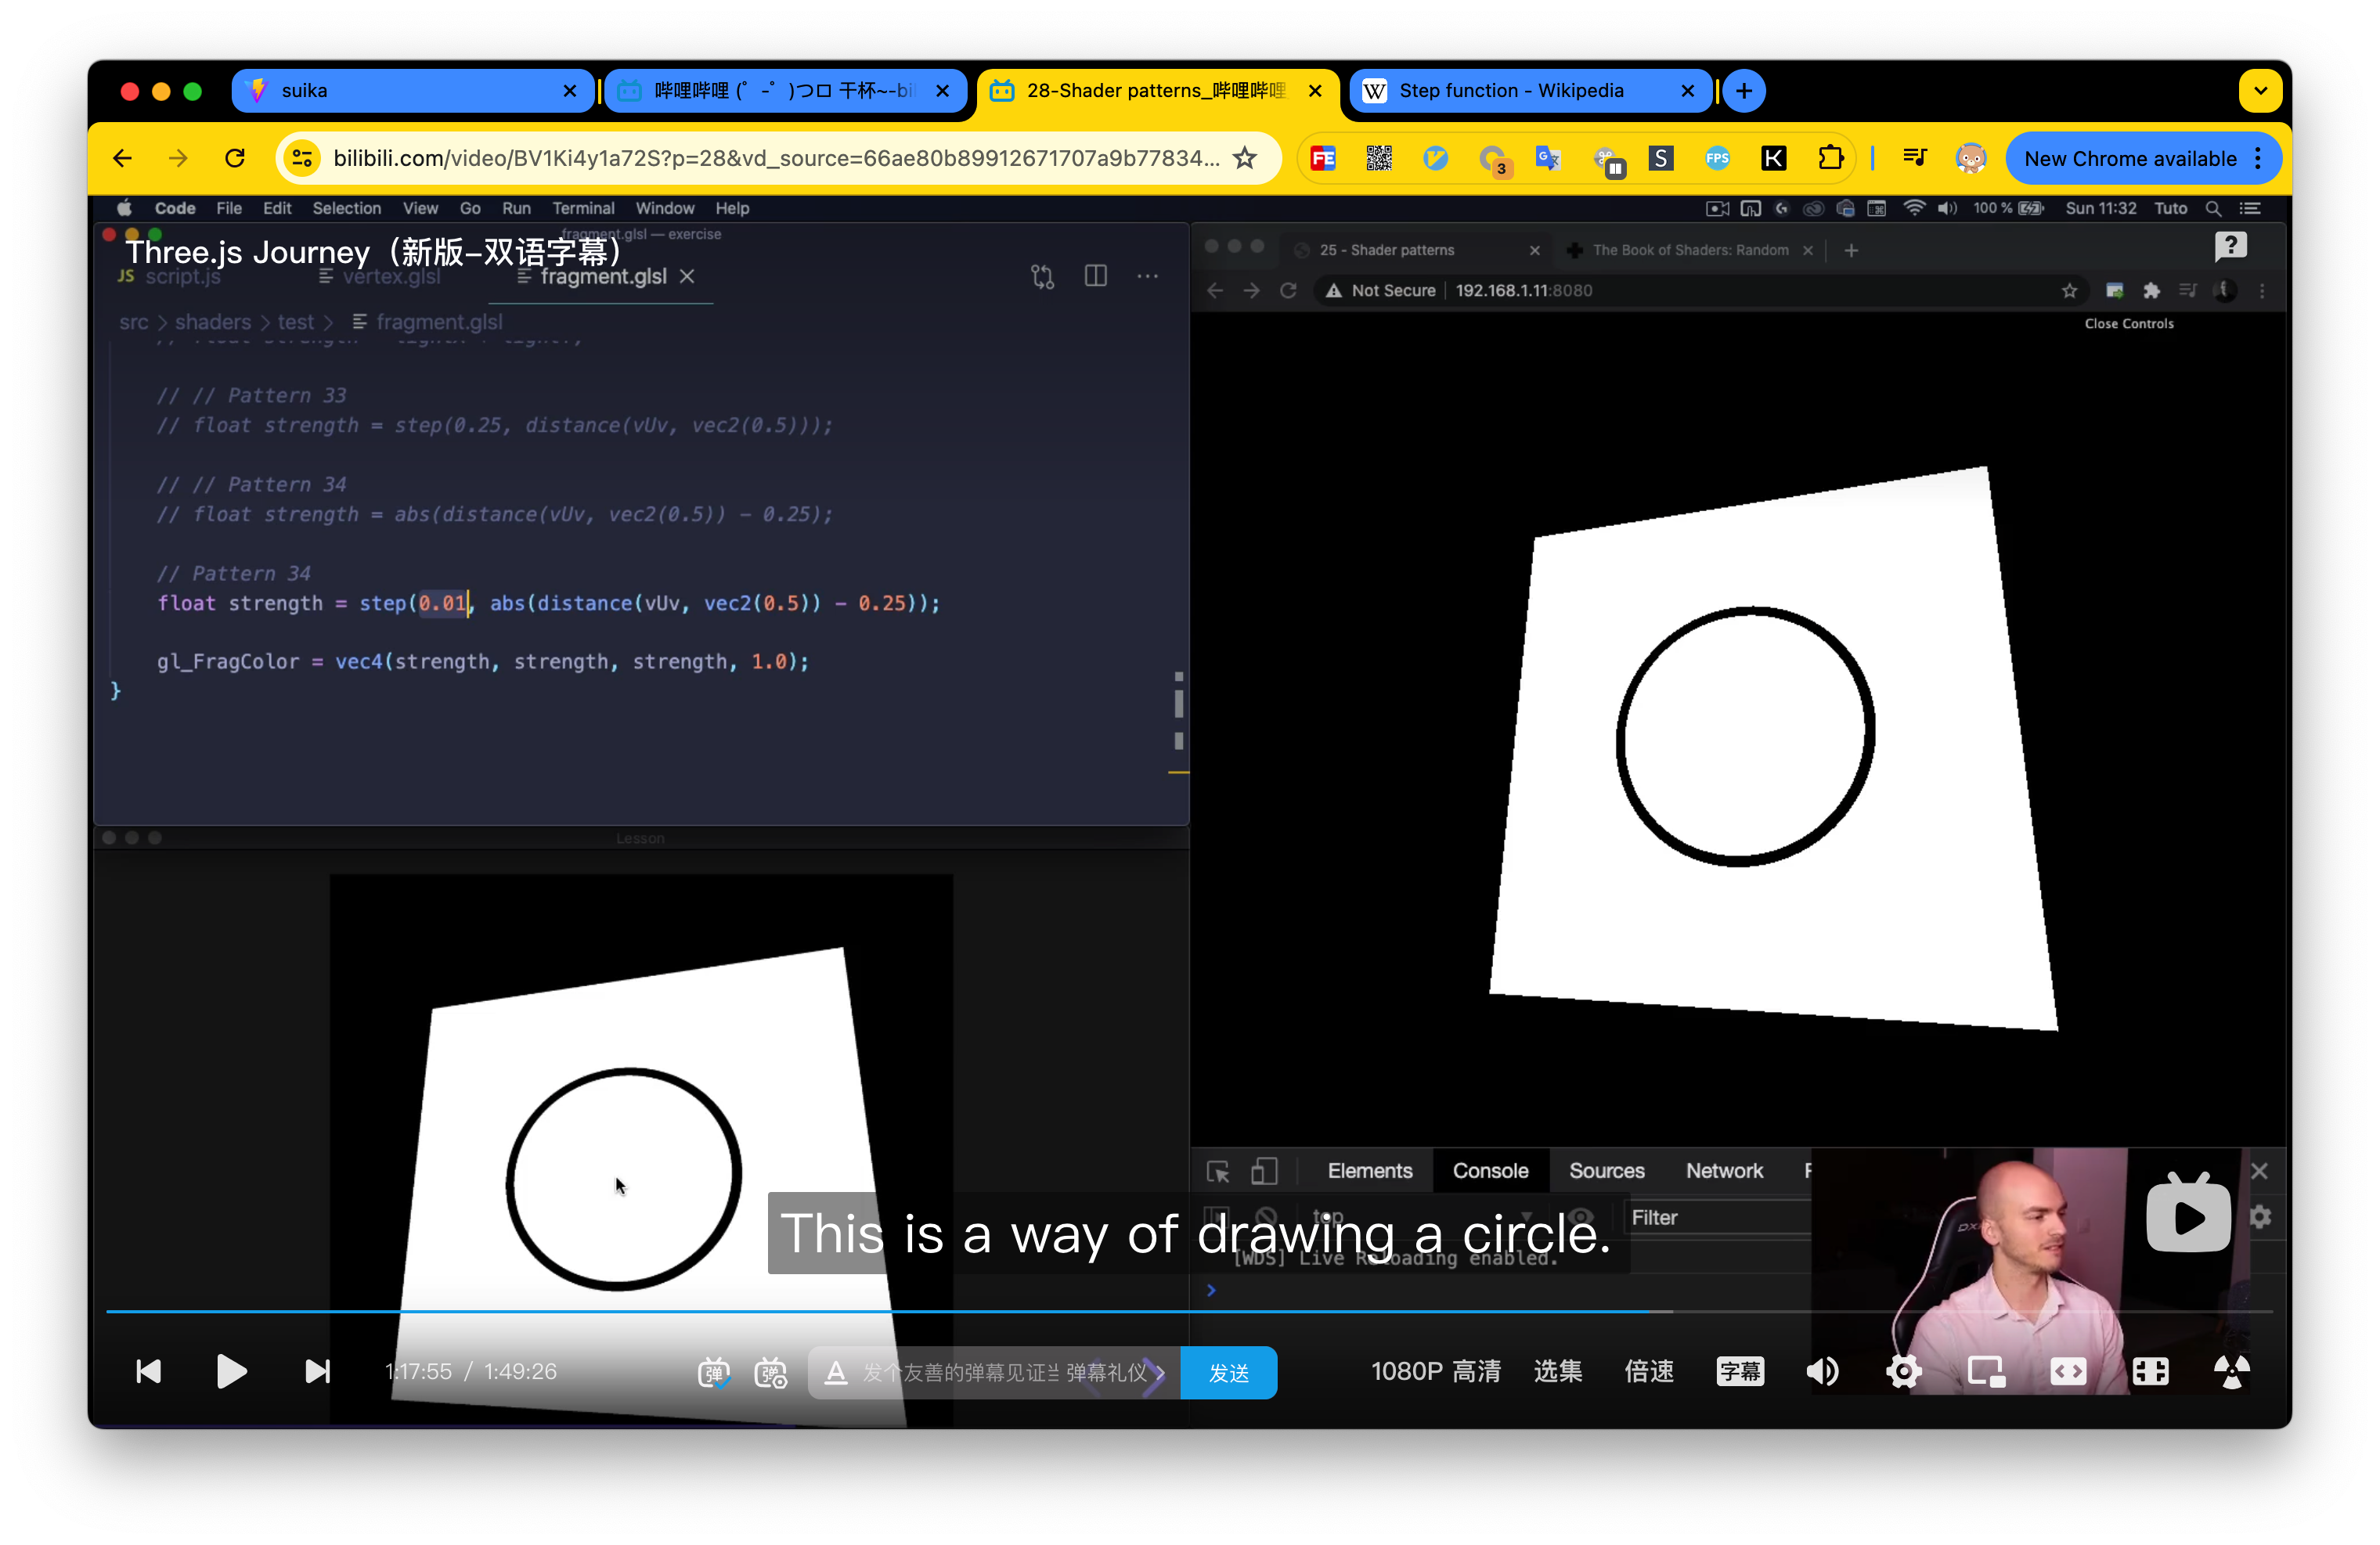 suika
哔哩哔哩 (゜-゜)つロ 干杯~-bi
28-Shader patterns_哔哩哔哩
Step function - Wikipedia
bilibili.com/video/BV1Ki4y1a72S?p=28&vd_source=66ae80b89912671707a9b77834...
FE
3
S
FPS
K
New Chrome available
Code File Edit Selection View Go Run Terminal Window Help
100 %
Sun 11:32
Tuto
fragment.glsl — exercise
Three.js Journey（新版-双语字幕）
JS script.js
vertex.glsl
fragment.glsl
src > shaders > test > fragment.glsl
// // Pattern 33
// float strength = step(0.25, distance(vUv, vec2(0.5)));
// // Pattern 34
// float strength = abs(distance(vUv, vec2(0.5)) - 0.25);
// Pattern 34
float strength = step(0.01, abs(distance(vUv, vec2(0.5)) - 0.25));
gl_FragColor = vec4(strength, strength, strength, 1.0);
}
Lesson
25 - Shader patterns
The Book of Shaders: Random
Not Secure
192.168.1.11:8080
Close Controls
Elements Console Sources Network
top
Filter
[WDS] Live Reloading enabled.
This is a way of drawing a circle.
1:17:55 / 1:49:26
弹
弹
发个友善的弹幕见证当
弹幕礼仪 >
发送
1080P 高清
选集
倍速
字幕